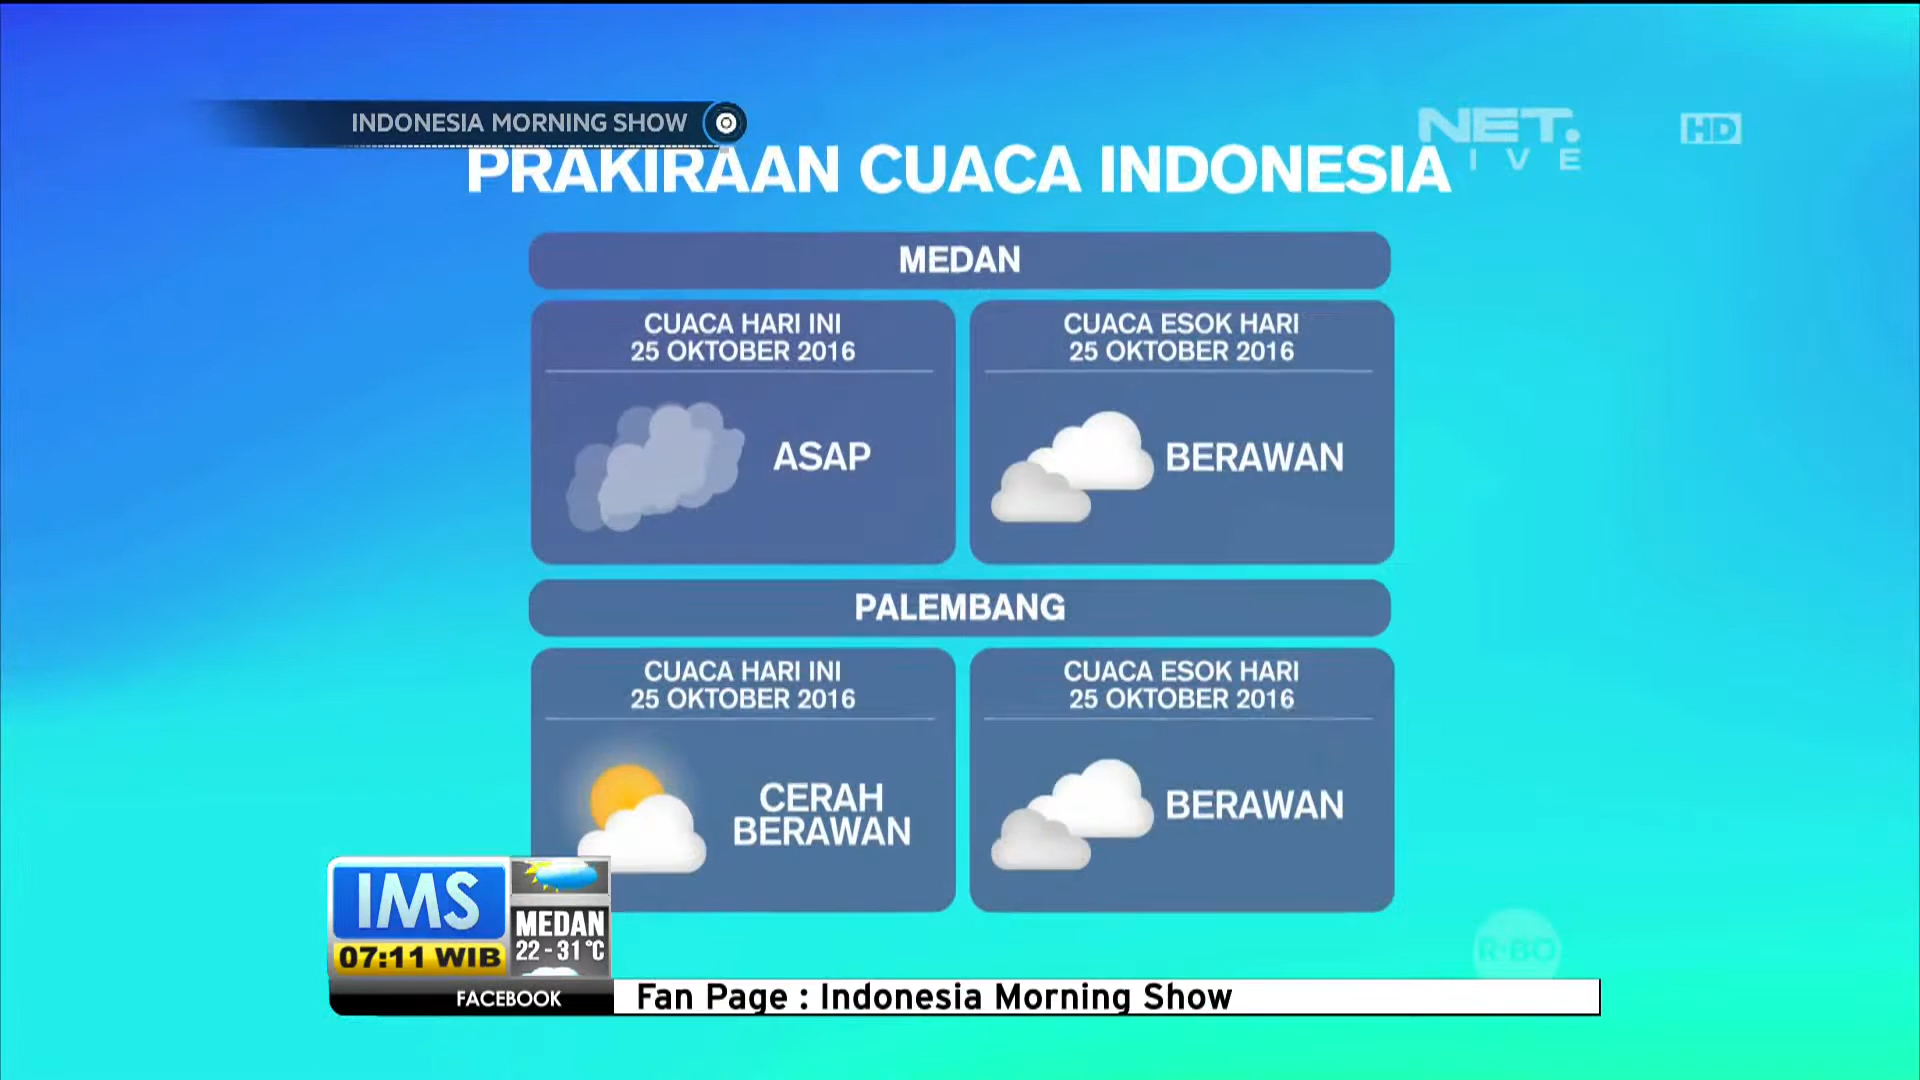 INDONESIA MORNING SHOW
NET.
LIVE
HD
PRAKIRAAN CUACA INDONESIA
MEDAN
CUACA HARI INI
25 OKTOBER 2016
ASAP
CUACA ESOK HARI
25 OKTOBER 2016
BERAWAN
PALEMBANG
CUACA HARI INI
25 OKTOBER 2016
CERAH
BERAWAN
CUACA ESOK HARI
25 OKTOBER 2016
BERAWAN
IMS
07:11 WIB
MEDAN
22 - 31 °C
R-BO
FACEBOOK
Fan Page : Indonesia Morning Show